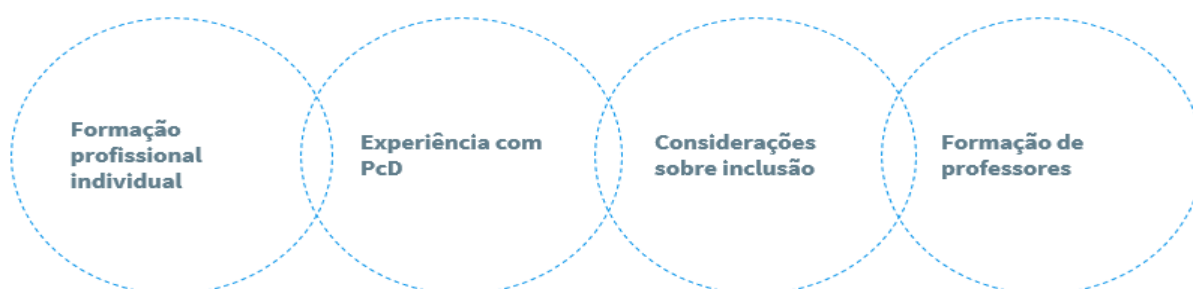 Formação
profissional
individual
Experiência com
PcD
Considerações
sobre inclusão
Formação de
professores